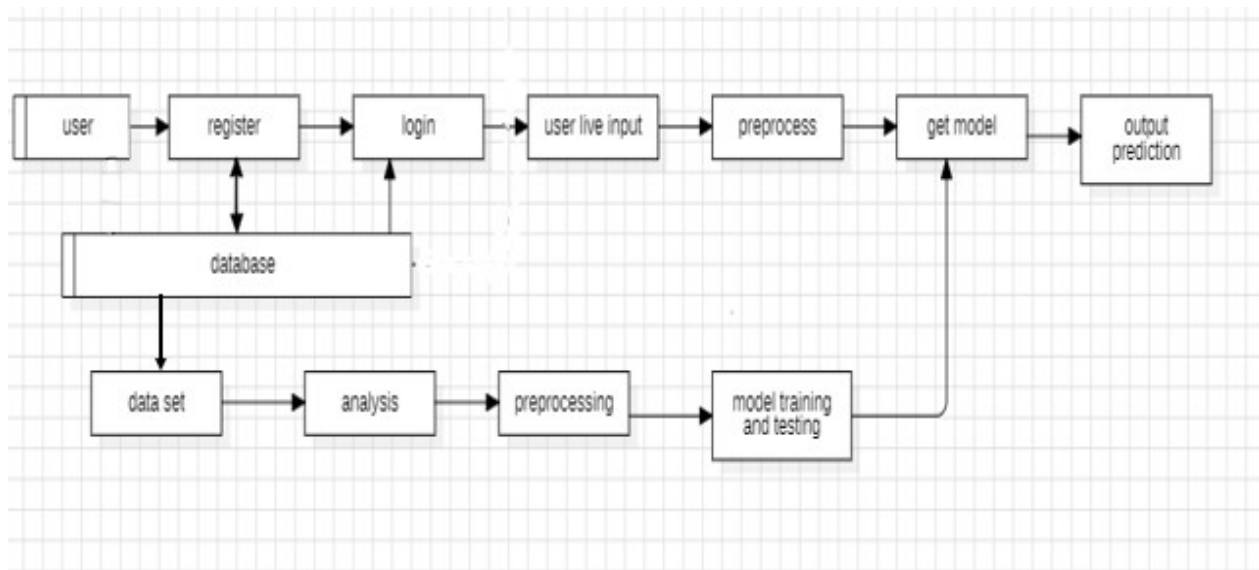 user
register
login
user live input
preprocess
get model
output
prediction
database
data set
analysis
preprocessing
model training
and testing